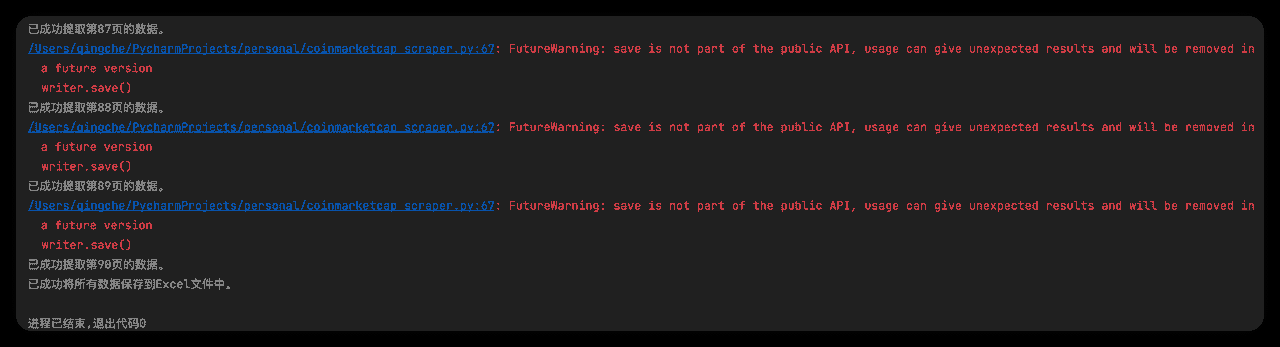 已成功提取第87页的数据。
/Users/qingche/PycharmProjects/personal/coinmarketcap_scraper.py:67: FutureWarning: save is not part of the public API, usage can give unexpected results and will be removed in
a future version
writer.save()
已成功提取第88页的数据。
/Users/qingche/PycharmProjects/personal/coinmarketcap_scraper.py:67: FutureWarning: save is not part of the public API, usage can give unexpected results and will be removed in
a future version
writer.save()
已成功提取第89页的数据。
/Users/qingche/PycharmProjects/personal/coinmarketcap_scraper.py:67: FutureWarning: save is not part of the public API, usage can give unexpected results and will be removed in
a future version
writer.save()
已成功提取第90页的数据。
已成功将所有数据保存到Excel文件中。
进程已结束,退出代码0